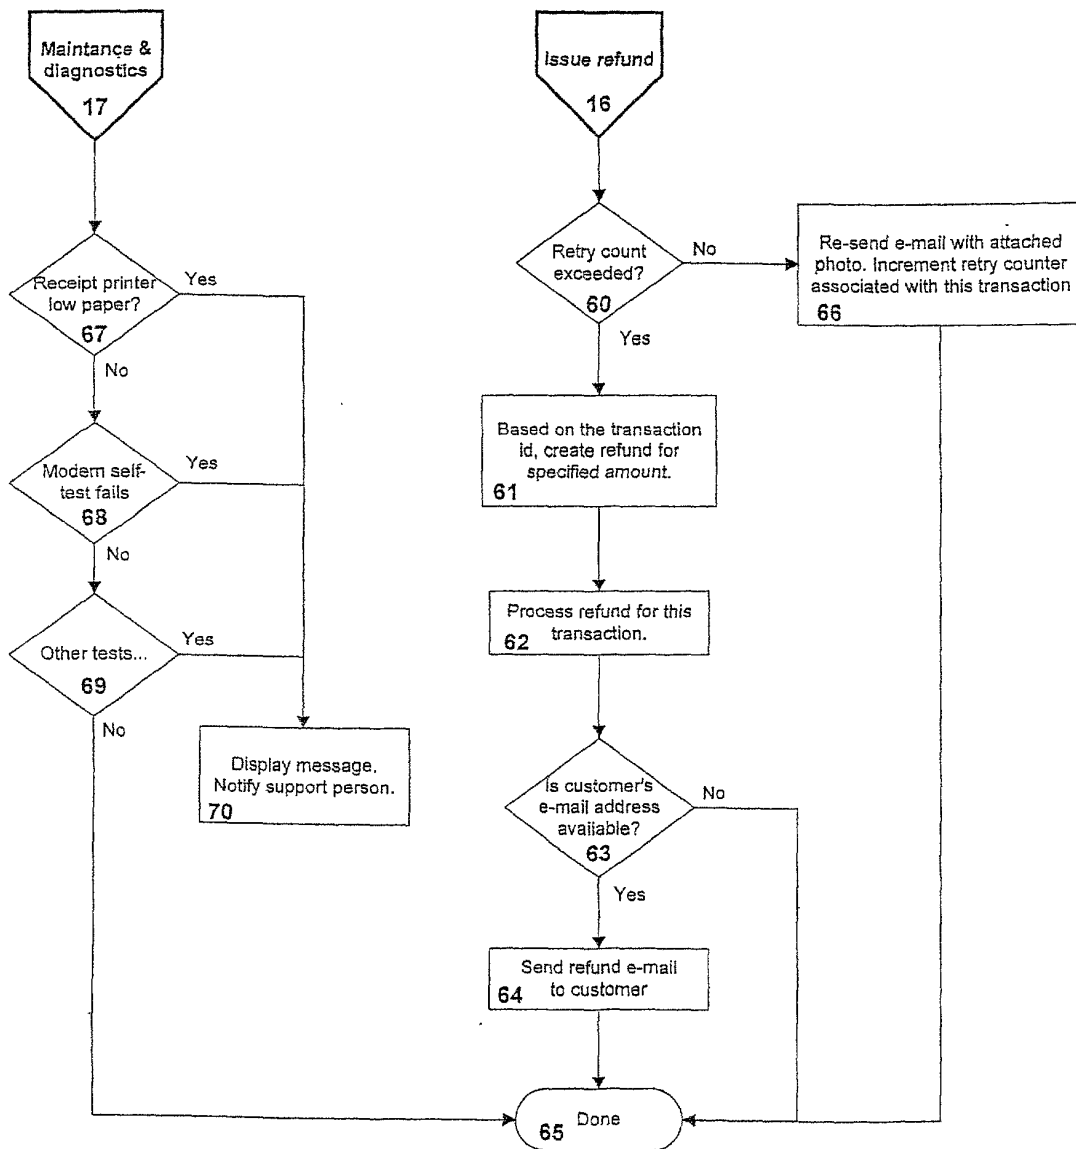 Maintance &
diagnostics
17
Receipt printer
low paper?
67
Yes
No
Modem self-
test fails
68
Yes
No
Other tests...
69
Yes
No
Display message.
Notify support person.
70
Issue refund
16
Retry count
exceeded?
60
No
Yes
Re-send e-mail with attached
photo. Increment retry counter
associated with this transaction
66
Based on the transaction
id, create refund for
specified amount.
61
Process refund for this
transaction.
62
Is customer's
e-mail address
available?
63
No
Yes
Send refund e-mail
to customer
64
Done
65